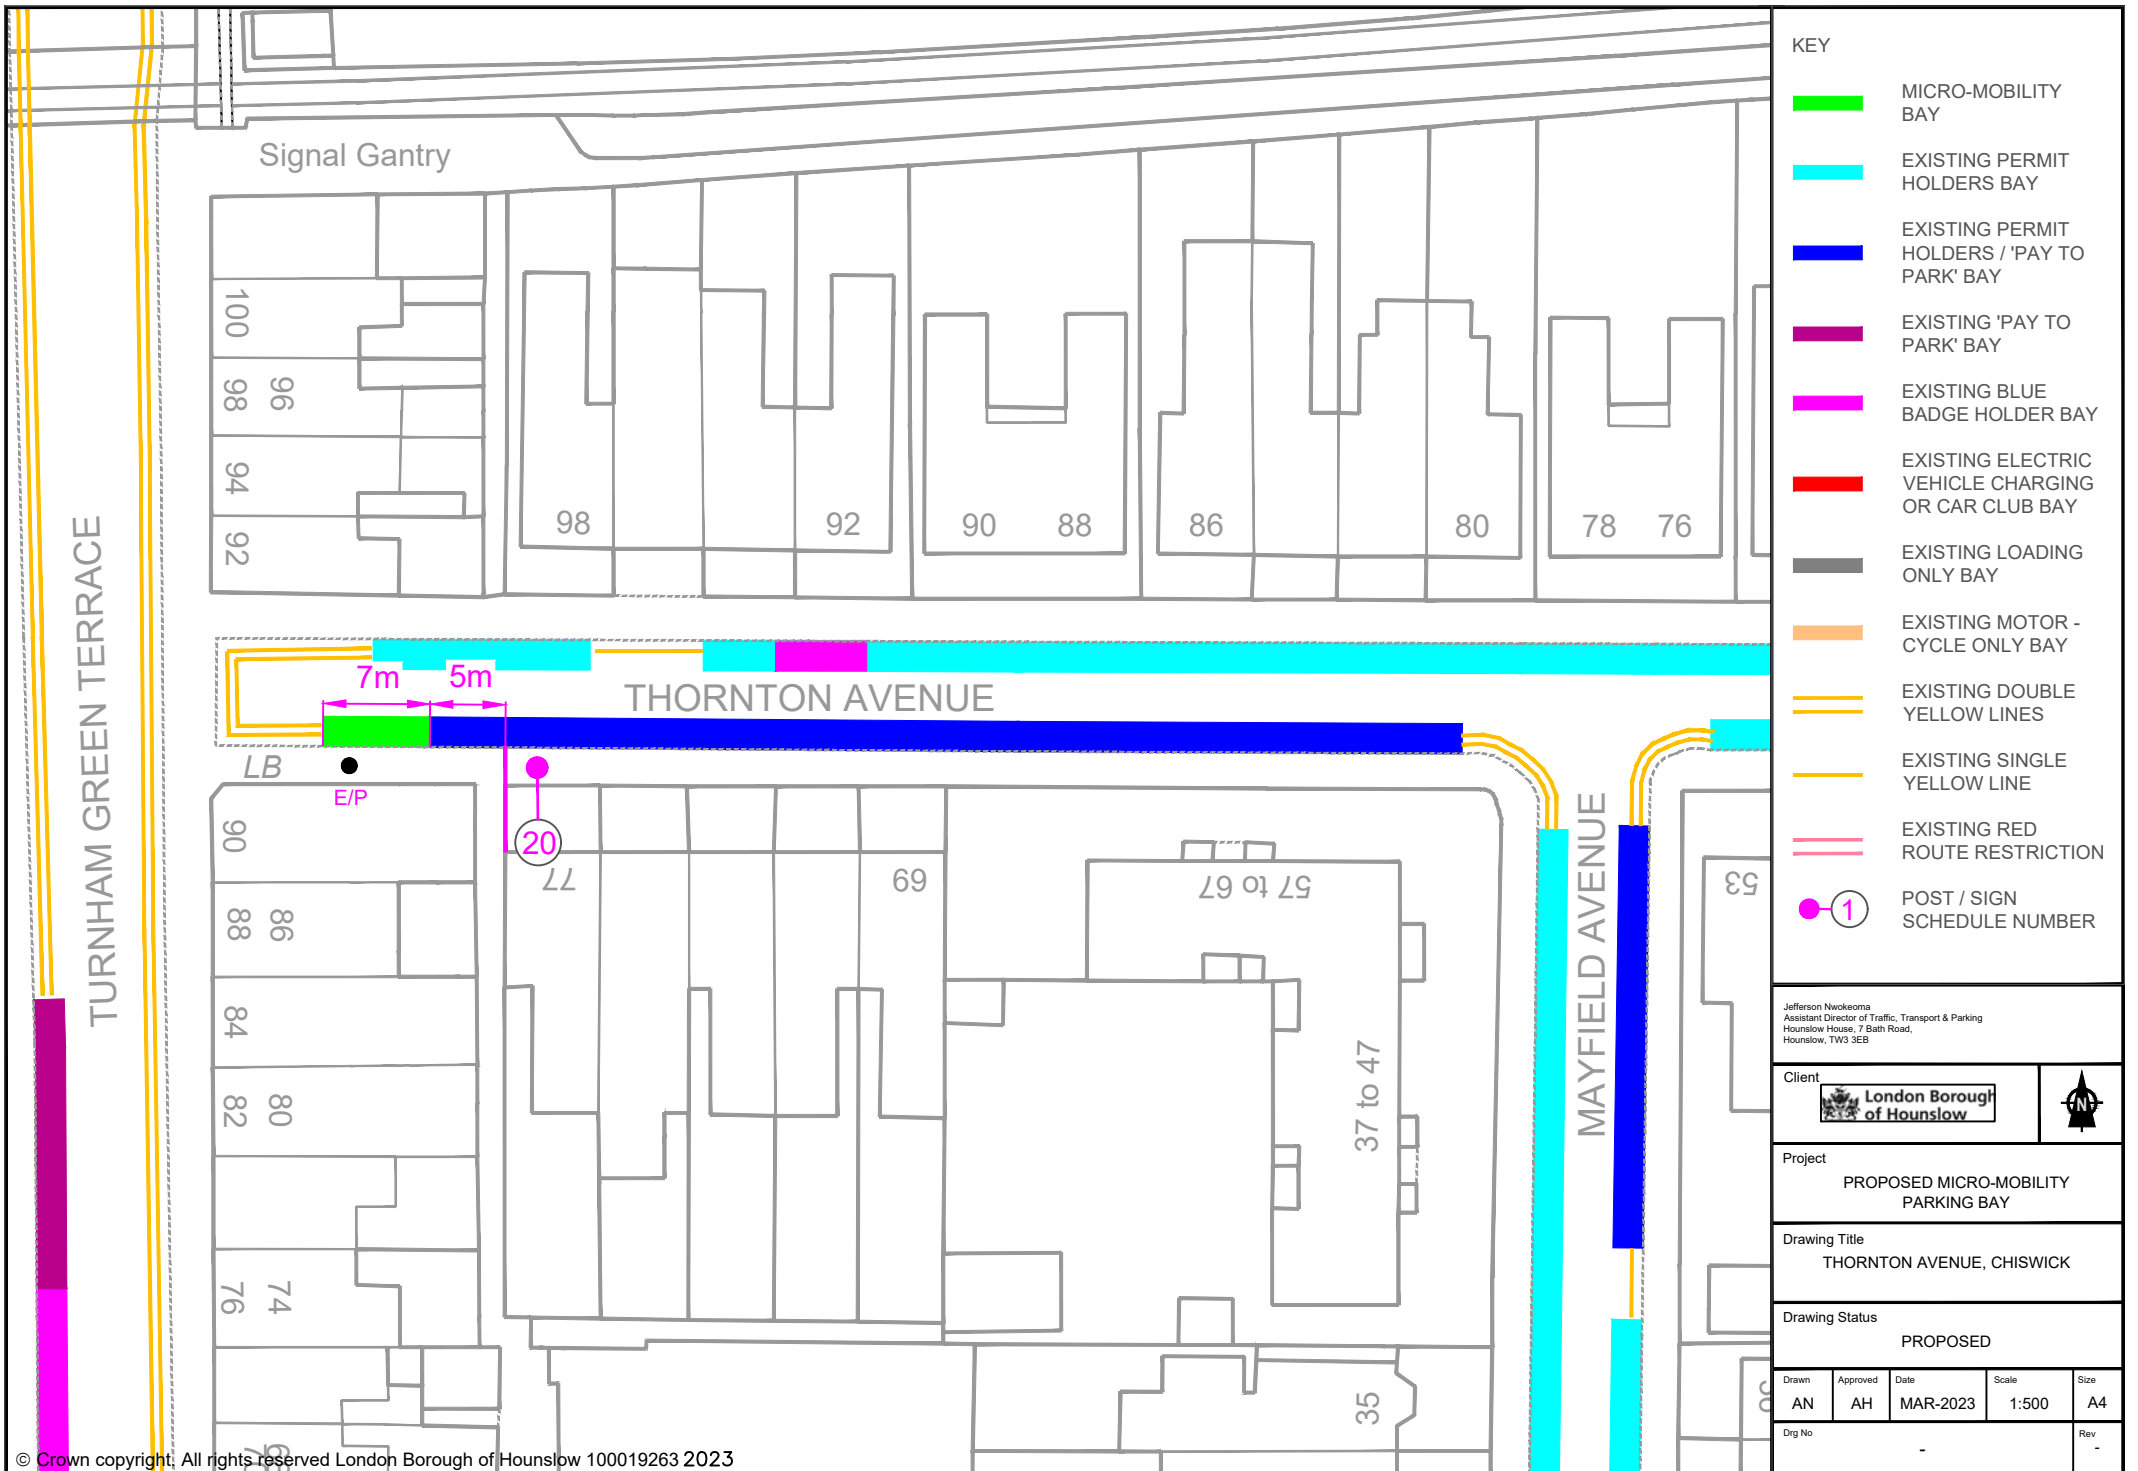 Signal Gantry
100
98
96
94
92
98
92
90
88
86
80
78
76
7m
5m
THORNTON AVENUE
TURNHAM GREEN TERRACE
LB
E/P
20
90
88
86
84
82
80
76
74
77
69
57 to 67
37 to 47
35
53
MAYFIELD AVENUE
© Crown copyright. All rights reserved London Borough of Hounslow 100019263 2023
KEY
MICRO-MOBILITY
BAY
EXISTING PERMIT
HOLDERS BAY
EXISTING PERMIT
HOLDERS / 'PAY TO
PARK' BAY
EXISTING 'PAY TO
PARK' BAY
EXISTING BLUE
BADGE HOLDER BAY
EXISTING ELECTRIC
VEHICLE CHARGING
OR CAR CLUB BAY
EXISTING LOADING
ONLY BAY
EXISTING MOTOR -
CYCLE ONLY BAY
EXISTING DOUBLE
YELLOW LINES
EXISTING SINGLE
YELLOW LINE
EXISTING RED
ROUTE RESTRICTION
1
POST / SIGN
SCHEDULE NUMBER
Jefferson Nwokeoma
Assistant Director of Traffic, Transport & Parking
Hounslow House, 7 Bath Road,
Hounslow, TW3 3EB
Client
London Borough
of Hounslow
N
Project
PROPOSED MICRO-MOBILITY
PARKING BAY
Drawing Title
THORNTON AVENUE, CHISWICK
Drawing Status
PROPOSED
Drawn
AN
Approved
AH
Date
MAR-2023
Scale
1:500
Size
A4
Drg No
-
Rev
-